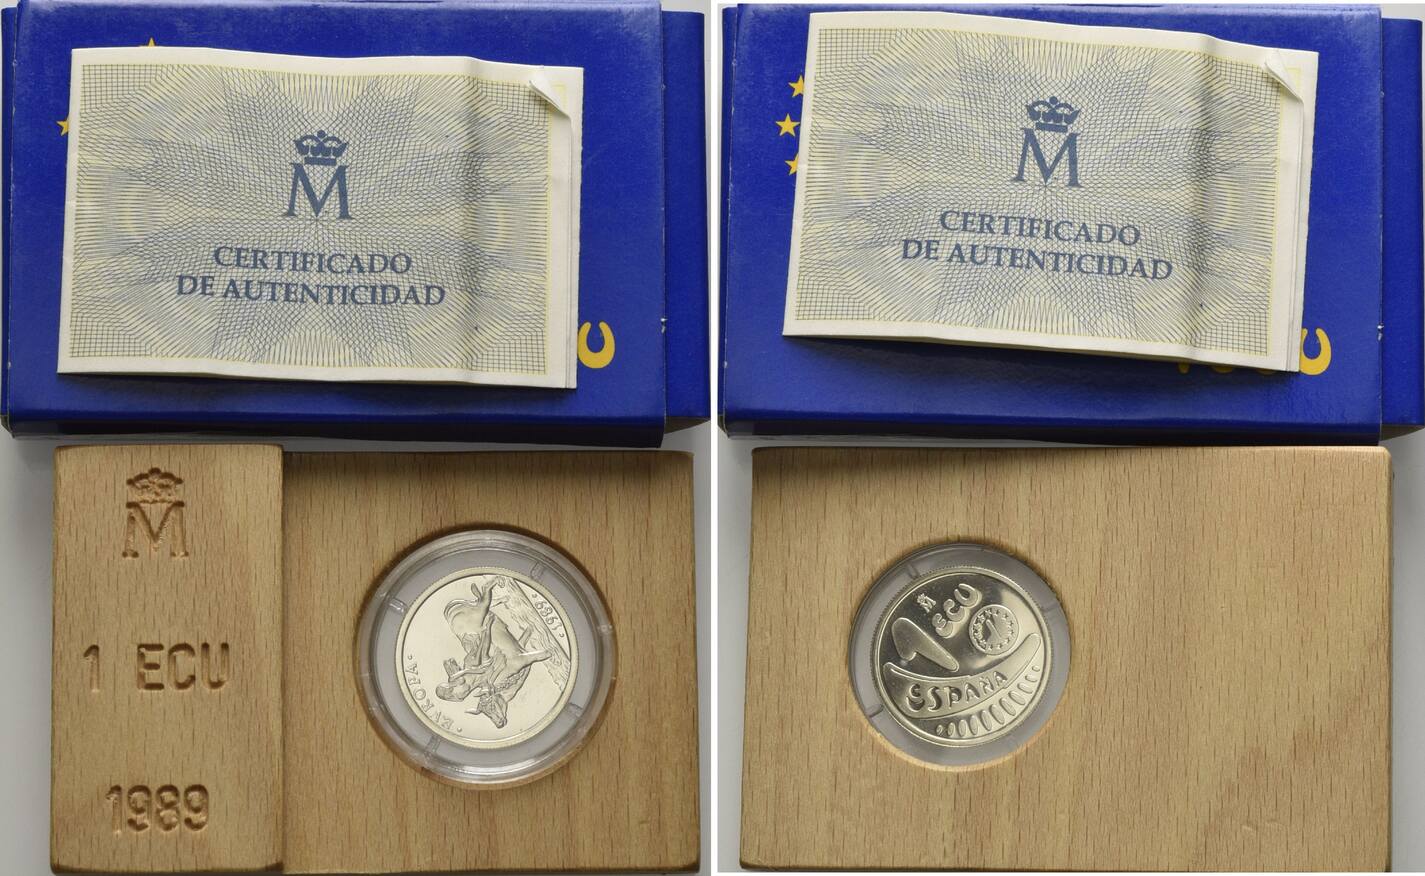 M
CERTIFICADO
DE AUTENTICIDAD
C
M
1 ECU
1989
· 1989 ·
· EVROPA ·
M
CERTIFICADO
DE AUTENTICIDAD
C
M
1 ecu
españa